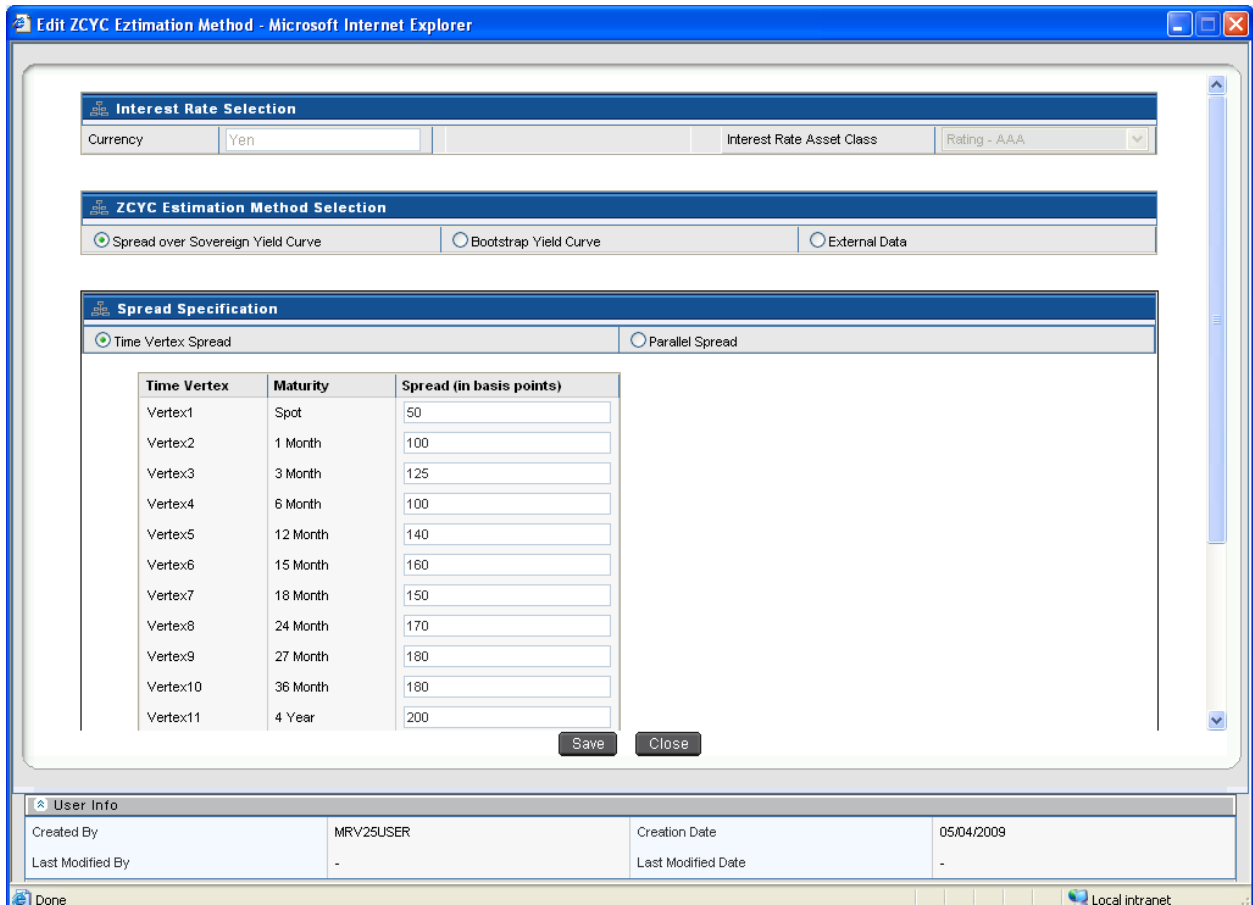 Edit ZCYC Eztimation Method - Microsoft Internet Explorer
Interest Rate Selection
Currency Yen Interest Rate Asset Class Rating - AAA
ZCYC Estimation Method Selection
Spread over Sovereign Yield Curve Bootstrap Yield Curve External Data
Spread Specification
Time Vertex Spread Parallel Spread
Time Vertex Maturity Spread (in basis points)
Vertex1 Spot 50
Vertex2 1 Month 100
Vertex3 3 Month 125
Vertex4 6 Month 100
Vertex5 12 Month 140
Vertex6 15 Month 160
Vertex7 18 Month 150
Vertex8 24 Month 170
Vertex9 27 Month 180
Vertex10 36 Month 180
Vertex11 4 Year 200
Save Close
User Info
Created By MRV25USER Creation Date 05/04/2009
Last Modified By - Last Modified Date -
Done Local intranet